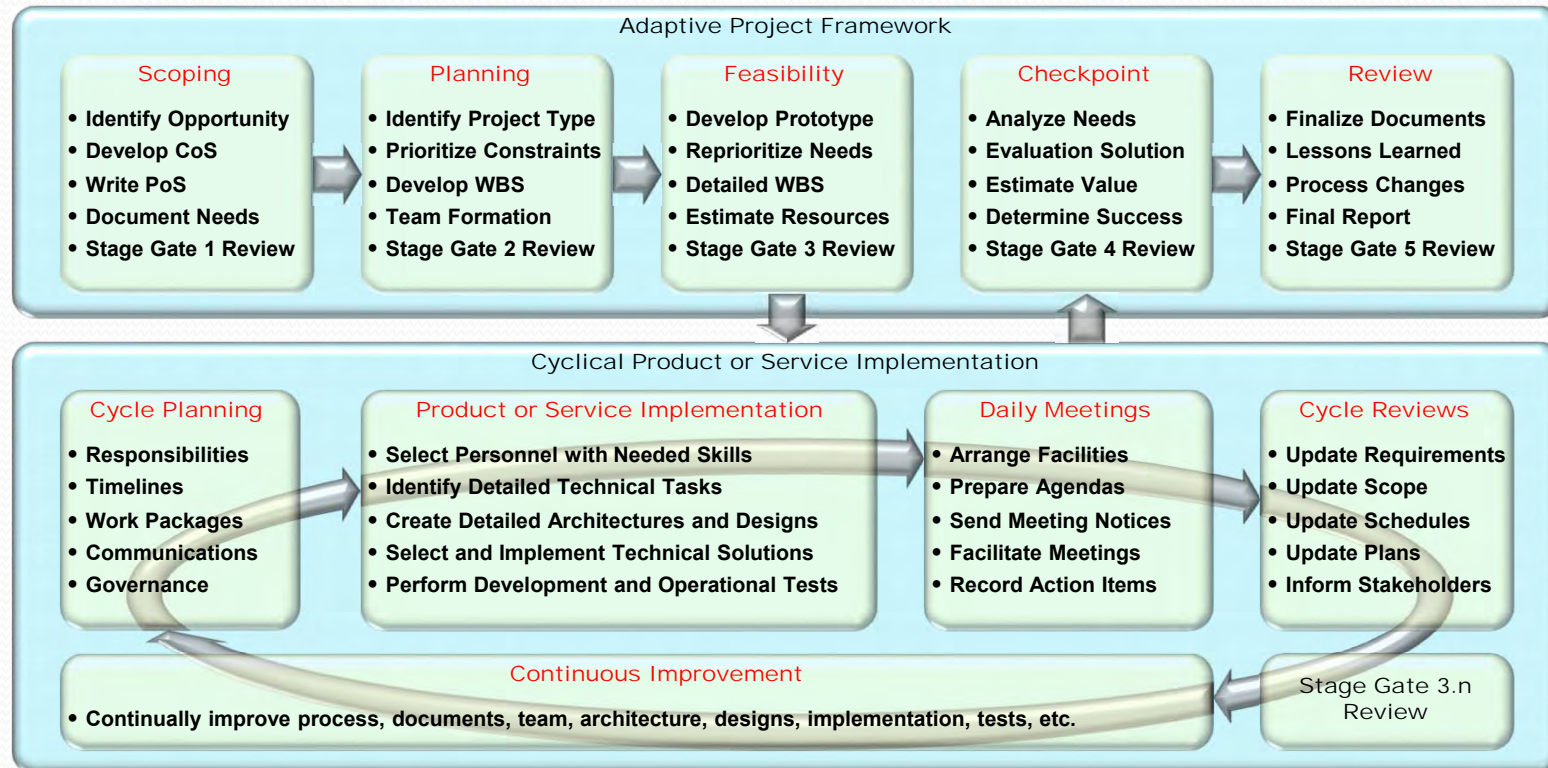 Adaptive Project Framework
Scoping
• Identify Opportunity
• Develop CoS
• Write PoS
• Document Needs
• Stage Gate 1 Review
Planning
• Identify Project Type
• Prioritize Constraints
• Develop WBS
• Team Formation
• Stage Gate 2 Review
Feasibility
• Develop Prototype
• Reprioritize Needs
• Detailed WBS
• Estimate Resources
• Stage Gate 3 Review
Checkpoint
• Analyze Needs
• Evaluation Solution
• Estimate Value
• Determine Success
• Stage Gate 4 Review
Review
• Finalize Documents
• Lessons Learned
• Process Changes
• Final Report
• Stage Gate 5 Review
Cyclical Product or Service Implementation
Cycle Planning
• Responsibilities
• Timelines
• Work Packages
• Communications
• Governance
Product or Service Implementation
• Select Personnel with Needed Skills
• Identify Detailed Technical Tasks
• Create Detailed Architectures and Designs
• Select and Implement Technical Solutions
• Perform Development and Operational Tests
Daily Meetings
• Arrange Facilities
• Prepare Agendas
• Send Meeting Notices
• Facilitate Meetings
• Record Action Items
Cycle Reviews
• Update Requirements
• Update Scope
• Update Schedules
• Update Plans
• Inform Stakeholders
Continuous Improvement
• Continually improve process, documents, team, architecture, designs, implementation, tests, etc.
Stage Gate 3.n
Review